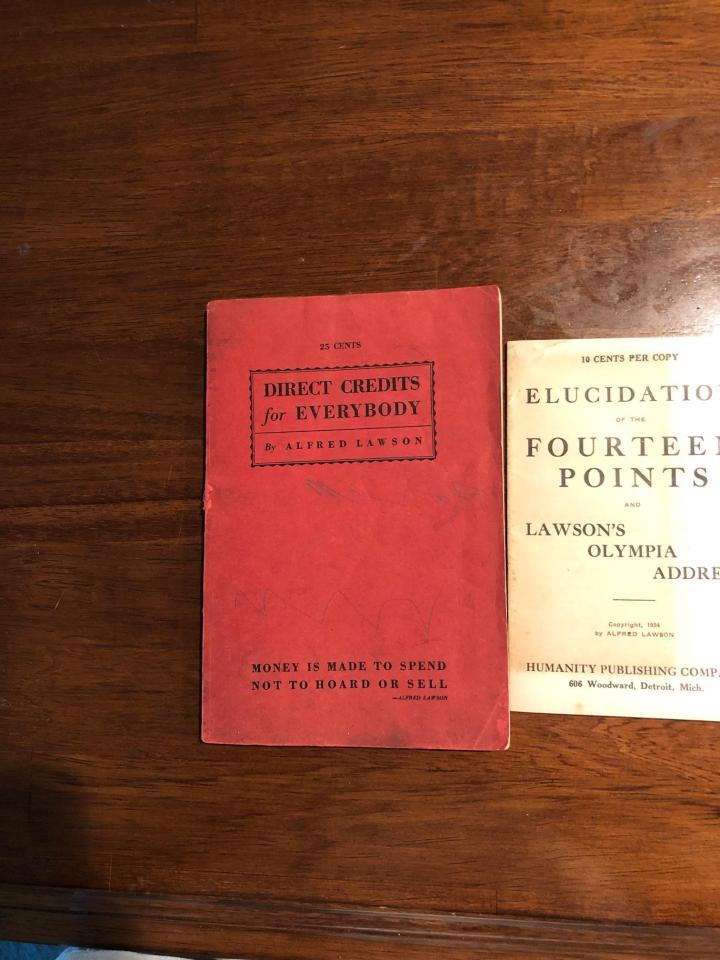 25 CENTS
DIRECT CREDITS
for EVERYBODY
By ALFRED LAWSON
MONEY IS MADE TO SPEND
NOT TO HOARD OR SELL
—ALFRED LAWSON
10 CENTS PER COPY
ELUCIDATIO
OF THE
FOURTEEN
POINTS
AND
LAWSON'S
OLYMPIA
ADDRE
Copyright, 1934
by ALFRED LAWSON
HUMANITY PUBLISHING COMPA
606 Woodward, Detroit, Mich.